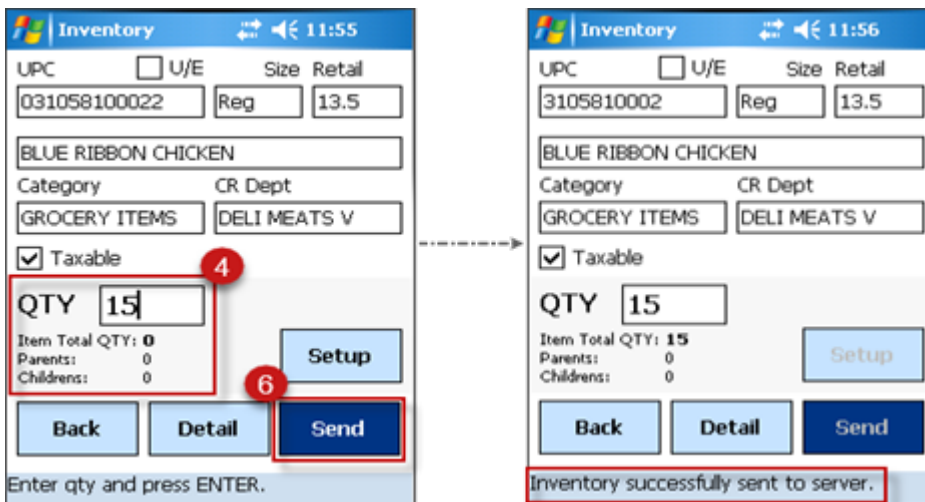 Inventory 11:55
UPC U/E Size Retail
031058100022 Reg 13.5
BLUE RIBBON CHICKEN
Category CR Dept
GROCERY ITEMS DELI MEATS V
Taxable
4
QTY 15
Item Total QTY: 0
Parents: 0
Childrens: 0
Setup
6
Back Detail Send
Enter qty and press ENTER.
Inventory 11:56
UPC U/E Size Retail
3105810002 Reg 13.5
BLUE RIBBON CHICKEN
Category CR Dept
GROCERY ITEMS DELI MEATS V
Taxable
QTY 15
Item Total QTY: 15
Parents: 0
Childrens: 0
Setup
Back Detail Send
Inventory successfully sent to server.